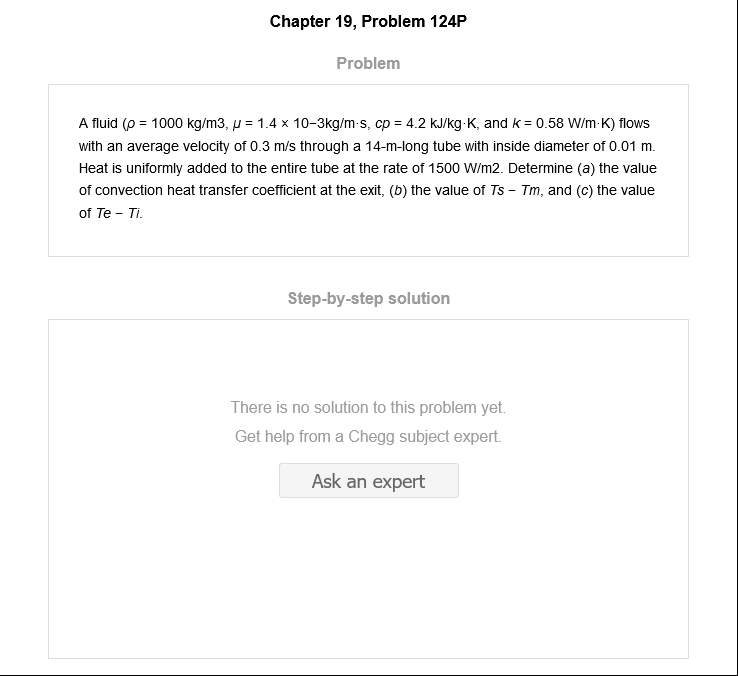 Chapter 19, Problem 124P
Problem
A fluid (ρ = 1000 kg/m3, μ = 1.4 × 10−3kg/m·s, cp = 4.2 kJ/kg·K, and k = 0.58 W/m·K) flows
with an average velocity of 0.3 m/s through a 14-m-long tube with inside diameter of 0.01 m.
Heat is uniformly added to the entire tube at the rate of 1500 W/m2. Determine (a) the value
of convection heat transfer coefficient at the exit, (b) the value of Ts − Tm, and (c) the value
of Te − Ti.
Step-by-step solution
There is no solution to this problem yet.
Get help from a Chegg subject expert.
Ask an expert